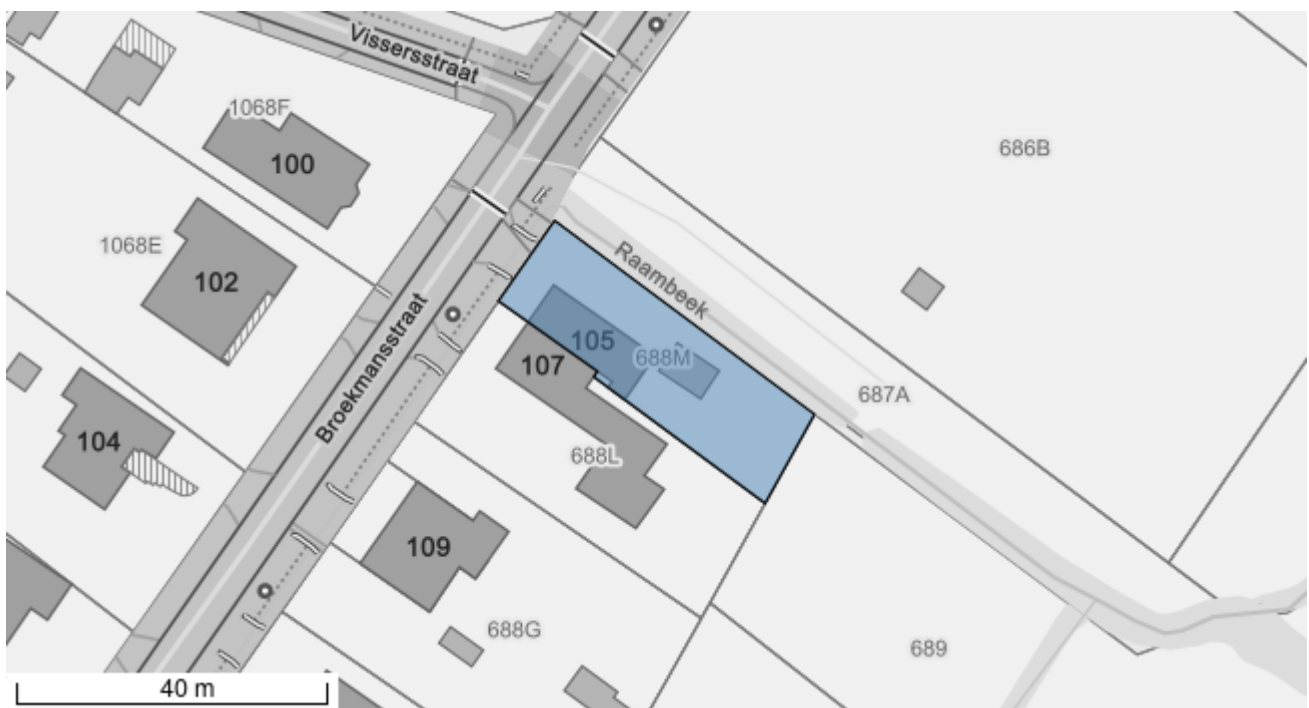 Vissersstraat
1068F
100
686B
1068E
102
Raambeek
105
688M
107
Broekmansstraat
687A
104
688L
109
688G
689
40 m